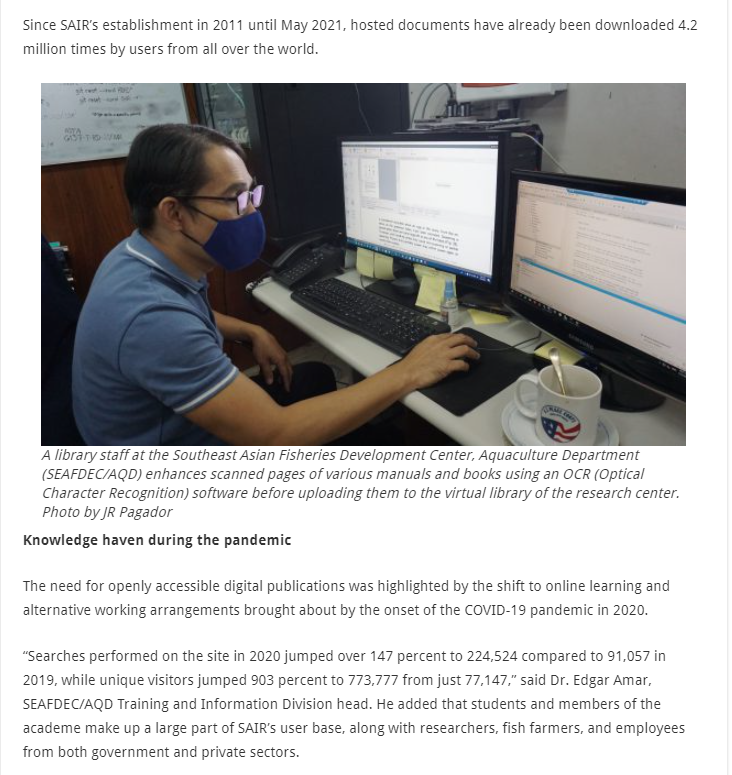 Since SAIR's establishment in 2011 until May 2021, hosted documents have already been downloaded 4.2
million times by users from all over the world.
A library staff at the Southeast Asian Fisheries Development Center, Aquaculture Department
(SEAFDEC/AQD) enhances scanned pages of various manuals and books using an OCR (Optical
Character Recognition) software before uploading them to the virtual library of the research center.
Photo by JR Pagador
Knowledge haven during the pandemic
The need for openly accessible digital publications was highlighted by the shift to online learning and
alternative working arrangements brought about by the onset of the COVID-19 pandemic in 2020.
“Searches performed on the site in 2020 jumped over 147 percent to 224,524 compared to 91,057 in
2019, while unique visitors jumped 903 percent to 773,777 from just 77,147,” said Dr. Edgar Amar,
SEAFDEC/AQD Training and Information Division head. He added that students and members of the
academe make up a large part of SAIR's user base, along with researchers, fish farmers, and employees
from both government and private sectors.